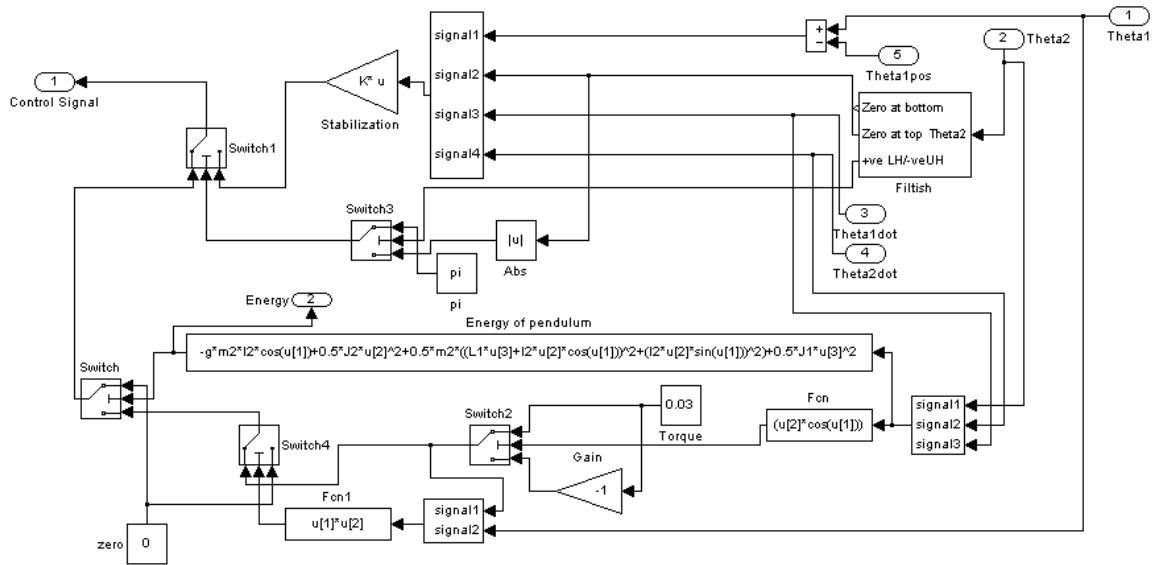 1
Control Signal
K* u
Stabilization
signal1
signal2
signal3
signal4
+
−
5
Theta1pos
2
Theta2
1
Theta1
Zero at bottom
Zero at top Theta2
+ve LH/-veUH
Filtish
Switch1
Switch3
pi
pi
|u|
Abs
3
Theta1dot
4
Theta2dot
Energy
2
Energy of pendulum
-g*m2*l2*cos(u[1])+0.5*J2*u[2]^2+0.5*m2*((L1*u[3]+l2*u[2]*cos(u[1]))^2+(l2*u[2]*sin(u[1]))^2)+0.5*J1*u[3]^2
Switch
Switch4
Switch2
0.03
Torque
Fcn
(u[2]*cos(u[1]))
signal1
signal2
signal3
Gain
-1
Fcn1
u[1]*u[2]
signal1
signal2
zero
0